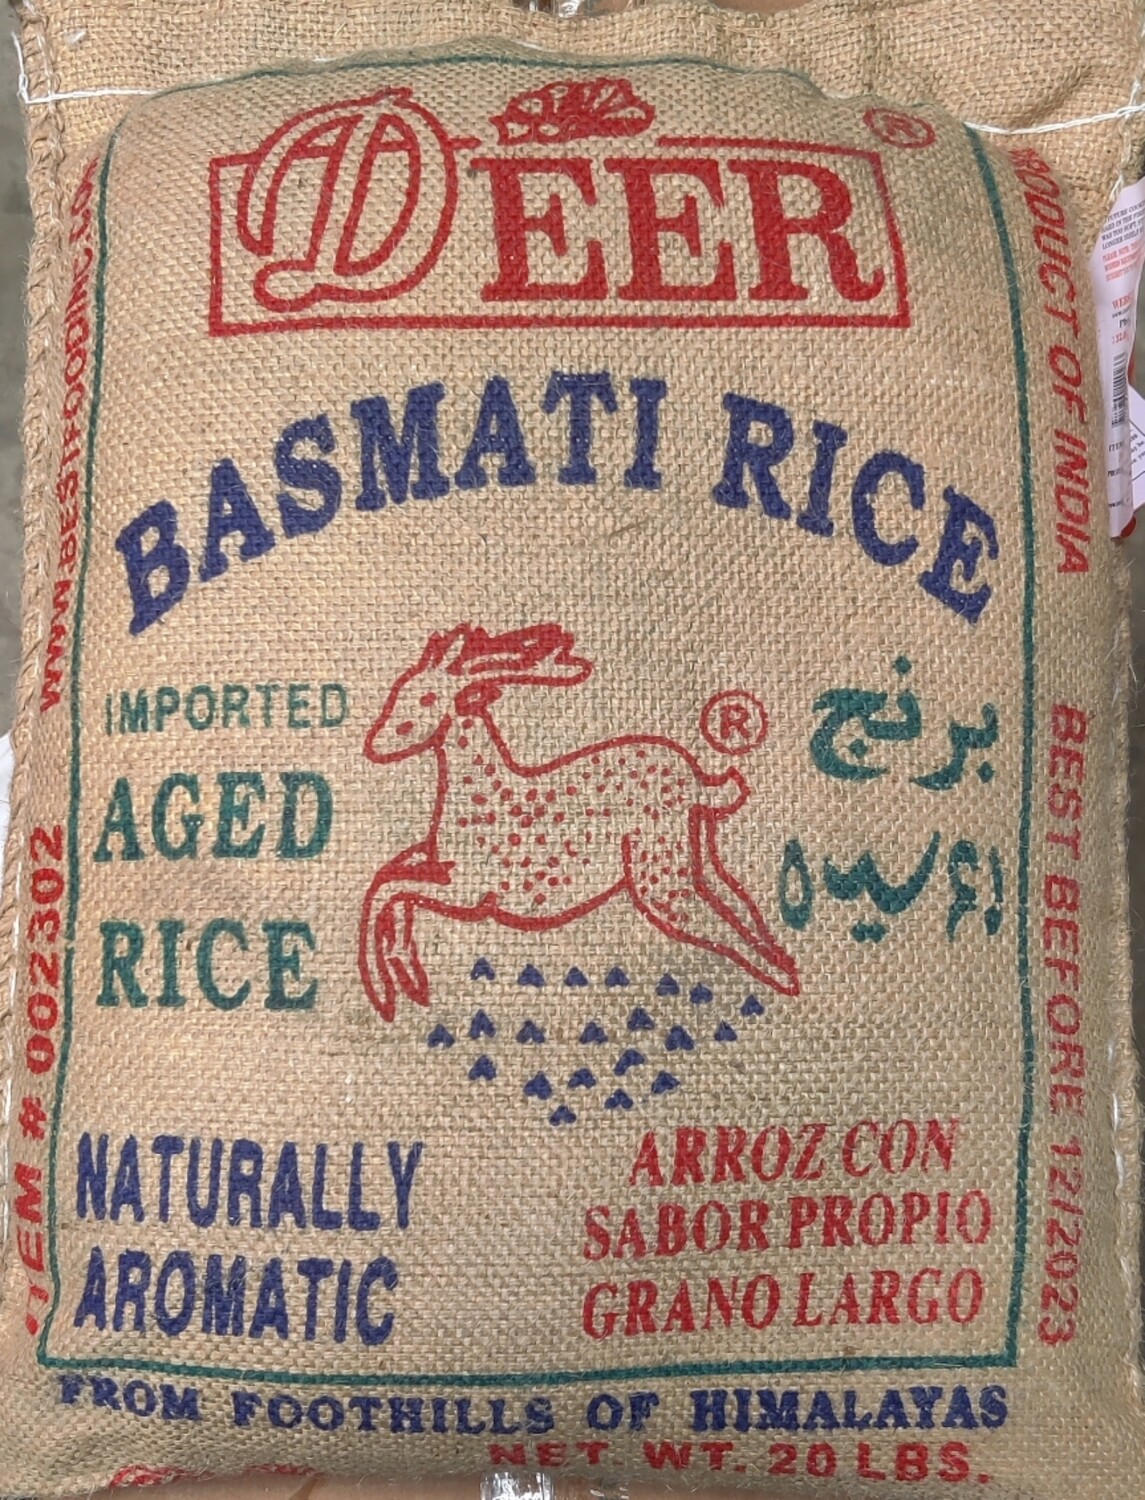 DEER ®
BASMATI RICE
IMPORTED
AGED
RICE
®
برنج
اعلیٰ
NATURALLY
AROMATIC
ARROZ CON
SABOR PROPIO
GRANO LARGO
FROM FOOTHILLS OF HIMALAYAS
NET. WT. 20 LBS.
ITEM # 002302
PRODUCT OF INDIA
BEST BEFORE 12/2023